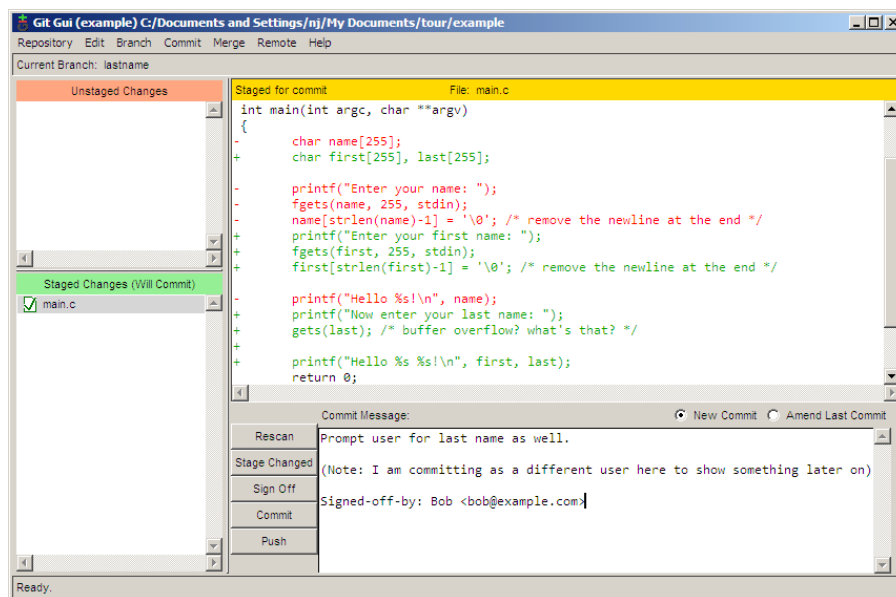 Git Gui (example) C:/Documents and Settings/nj/My Documents/tour/example
Repository Edit Branch Commit Merge Remote Help
Current Branch: lastname
Unstaged Changes
Staged Changes (Will Commit)
main.c
Staged for commit File: main.c
int main(int argc, char **argv)
{
- char name[255];
+ char first[255], last[255];
- printf("Enter your name: ");
- fgets(name, 255, stdin);
- name[strlen(name)-1] = '\0'; /* remove the newline at the end */
+ printf("Enter your first name: ");
+ fgets(first, 255, stdin);
+ first[strlen(first)-1] = '\0'; /* remove the newline at the end */
- printf("Hello %s!\n", name);
+ printf("Now enter your last name: ");
+ gets(last); /* buffer overflow? what's that? */
+
+ printf("Hello %s %s!\n", first, last);
return 0;
Commit Message: New Commit Amend Last Commit
Rescan
Stage Changed
Sign Off
Commit
Push
Prompt user for last name as well.
(Note: I am committing as a different user here to show something later on)
Signed-off-by: Bob <bob@example.com>
Ready.